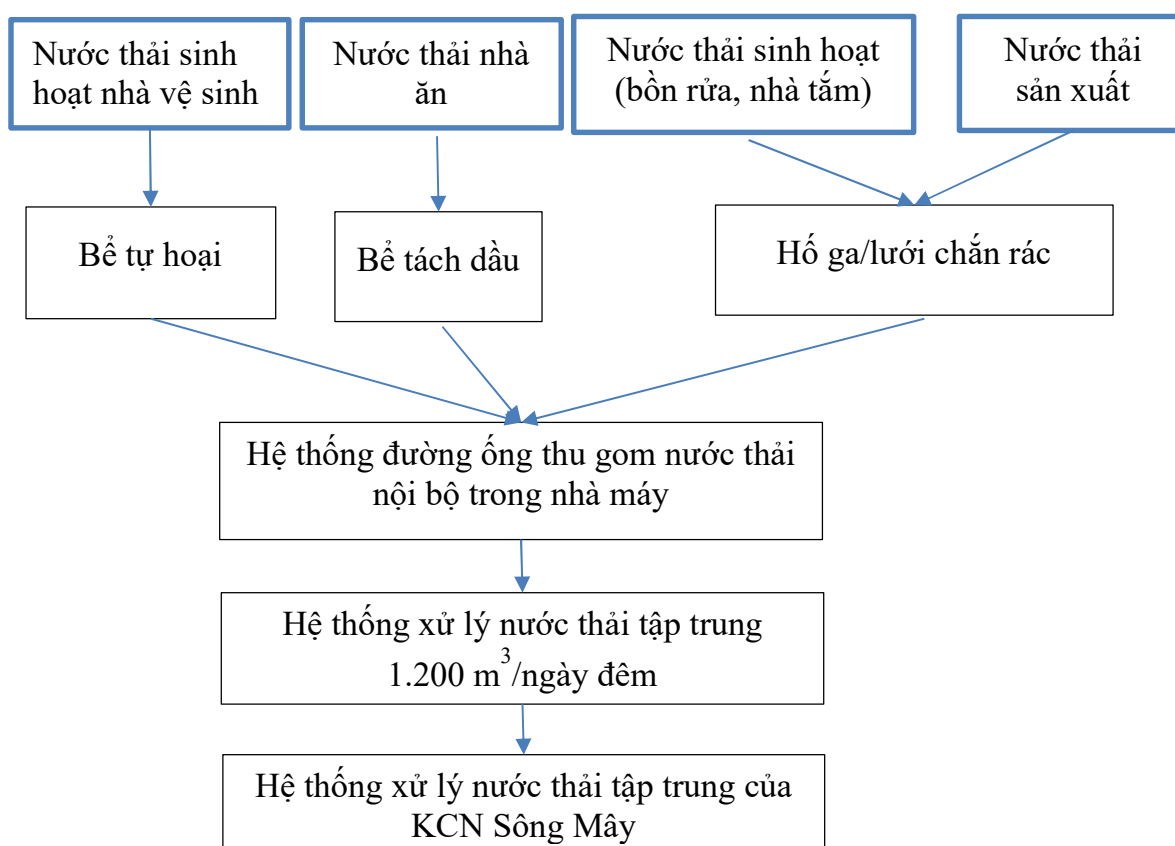 Nước thải sinh
hoạt nhà vệ sinh
Nước thải nhà
ăn
Nước thải sinh hoạt
(bồn rửa, nhà tắm)
Nước thải
sản xuất
Bể tự hoại
Bể tách dầu
Hố ga/lưới chắn rác
Hệ thống đường ống thu gom nước thải
nội bộ trong nhà máy
Hệ thống xử lý nước thải tập trung
1.200 m³/ngày đêm
Hệ thống xử lý nước thải tập trung của
KCN Sông Mây